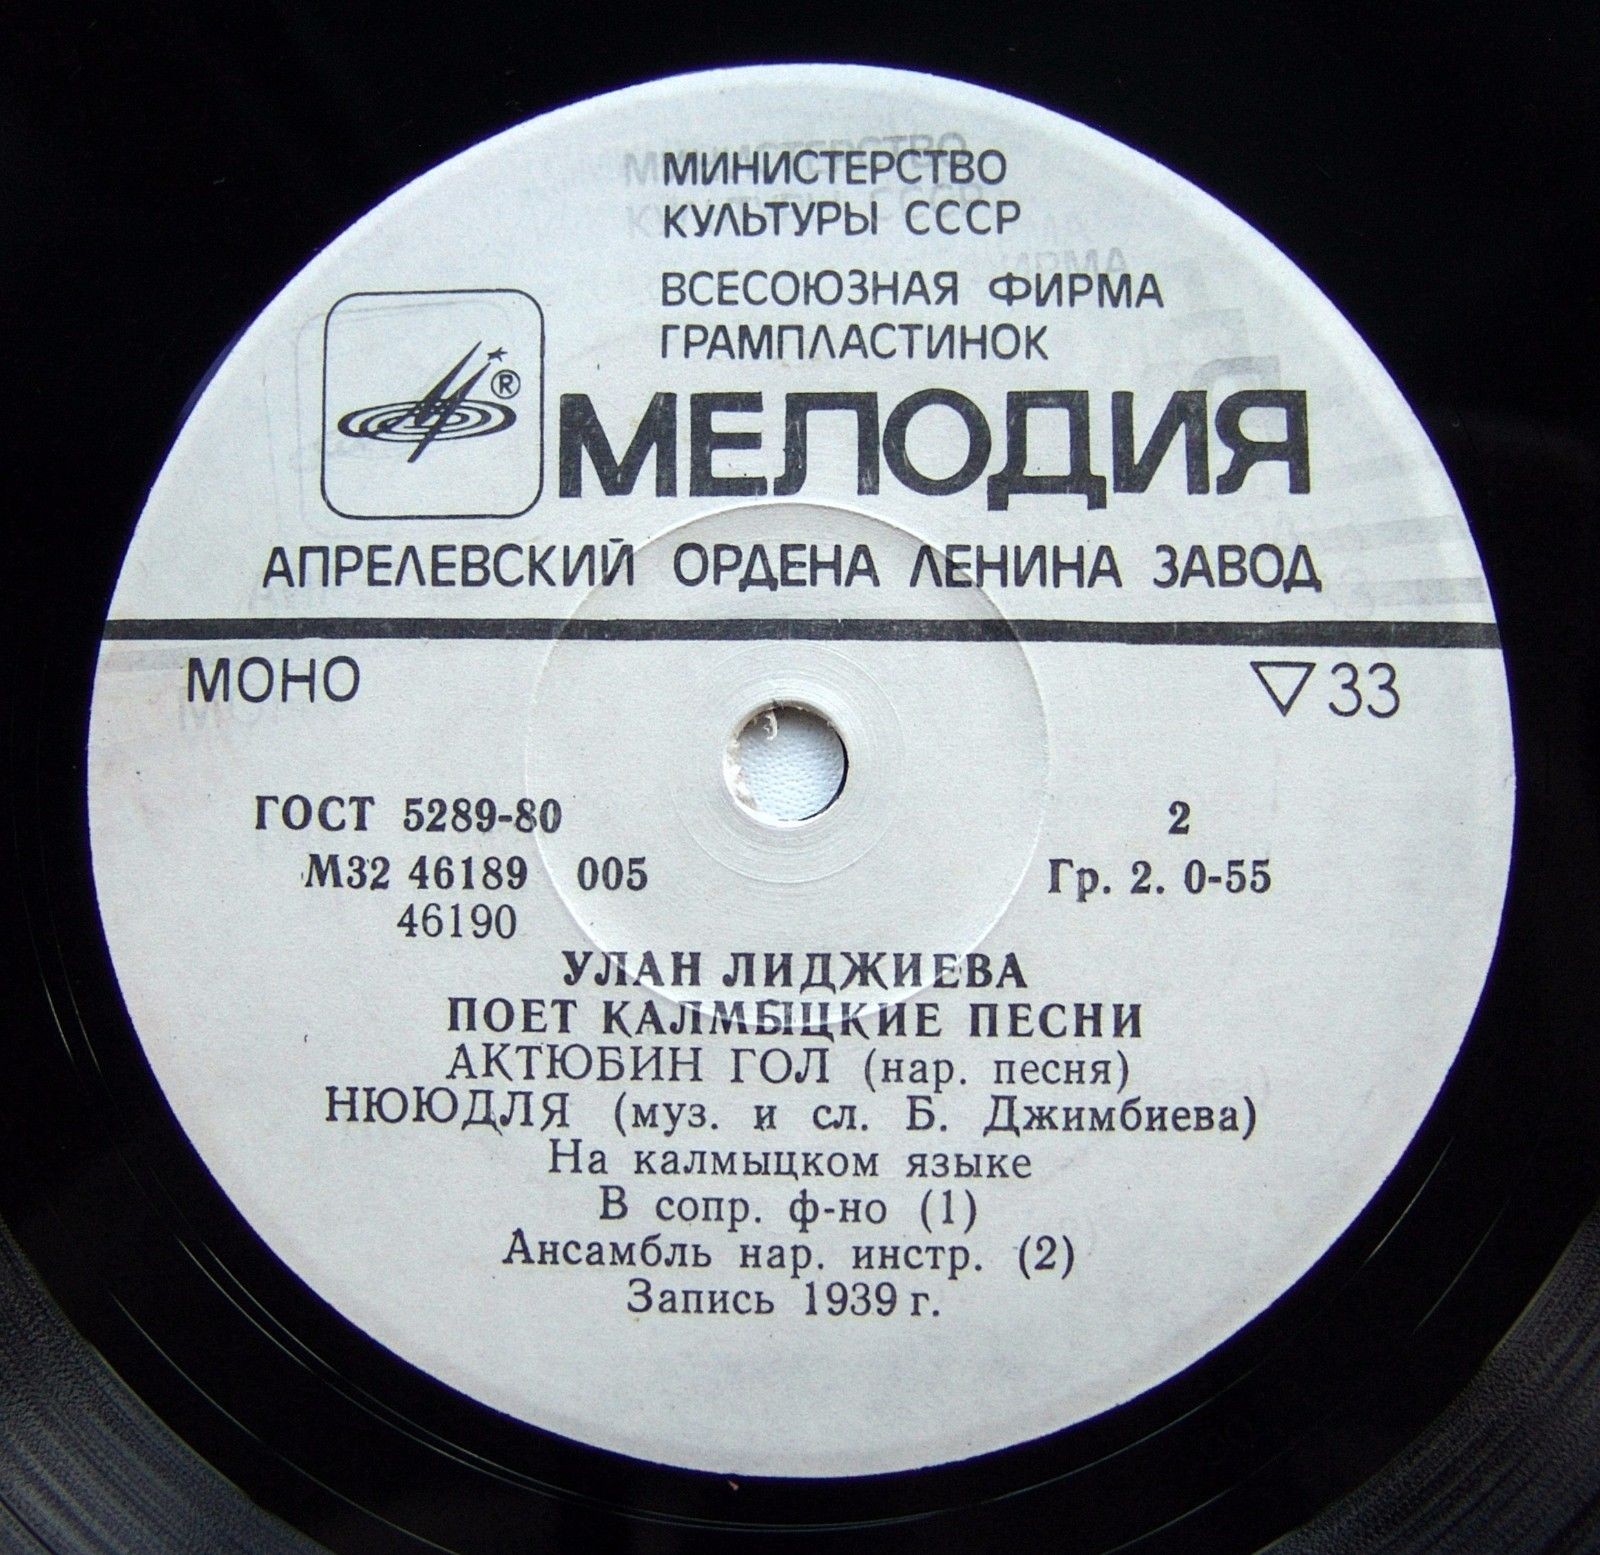 МИНИСТЕРСТВО
КУЛЬТУРЫ СССР
ВСЕСОЮЗНАЯ ФИРМА
ГРАМПЛАСТИНОК
®
МЕЛОДИЯ
АПРЕЛЕВСКИЙ ОРДЕНА ЛЕНИНА ЗАВОД
МОНО ▽33
ГОСТ 5289-80 2
М32 46189 005 Гр. 2. 0-55
46190
УЛАН ЛИДЖИЕВА
ПОЕТ КАЛМЫЦКИЕ ПЕСНИ
АКТЮБИН ГОЛ (нар. песня)
НЮЮДЛЯ (муз. и сл. Б. Джимбиева)
На калмыцком языке
В сопр. ф-но (1)
Ансамбль нар. инстр. (2)
Запись 1939 г.